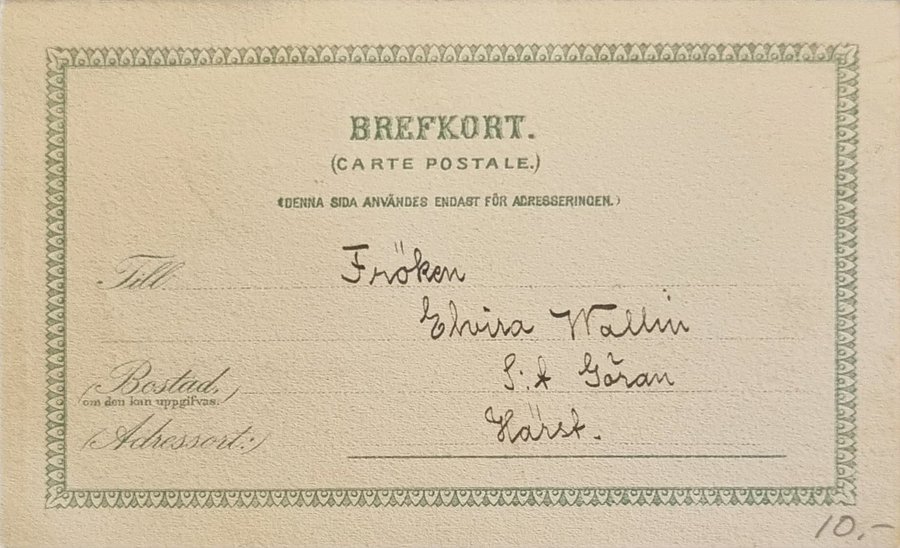 BREFKORT.
(CARTE POSTALE.)
(DENNA SIDA ANVÄNDES ENDAST FÖR ADRESSERINGEN.)
Till Fröken
Elvira Wallin
S:t Göran
(Bostad,) 
om den kan uppgifvas.
(Adressort:) Härst.
10,-